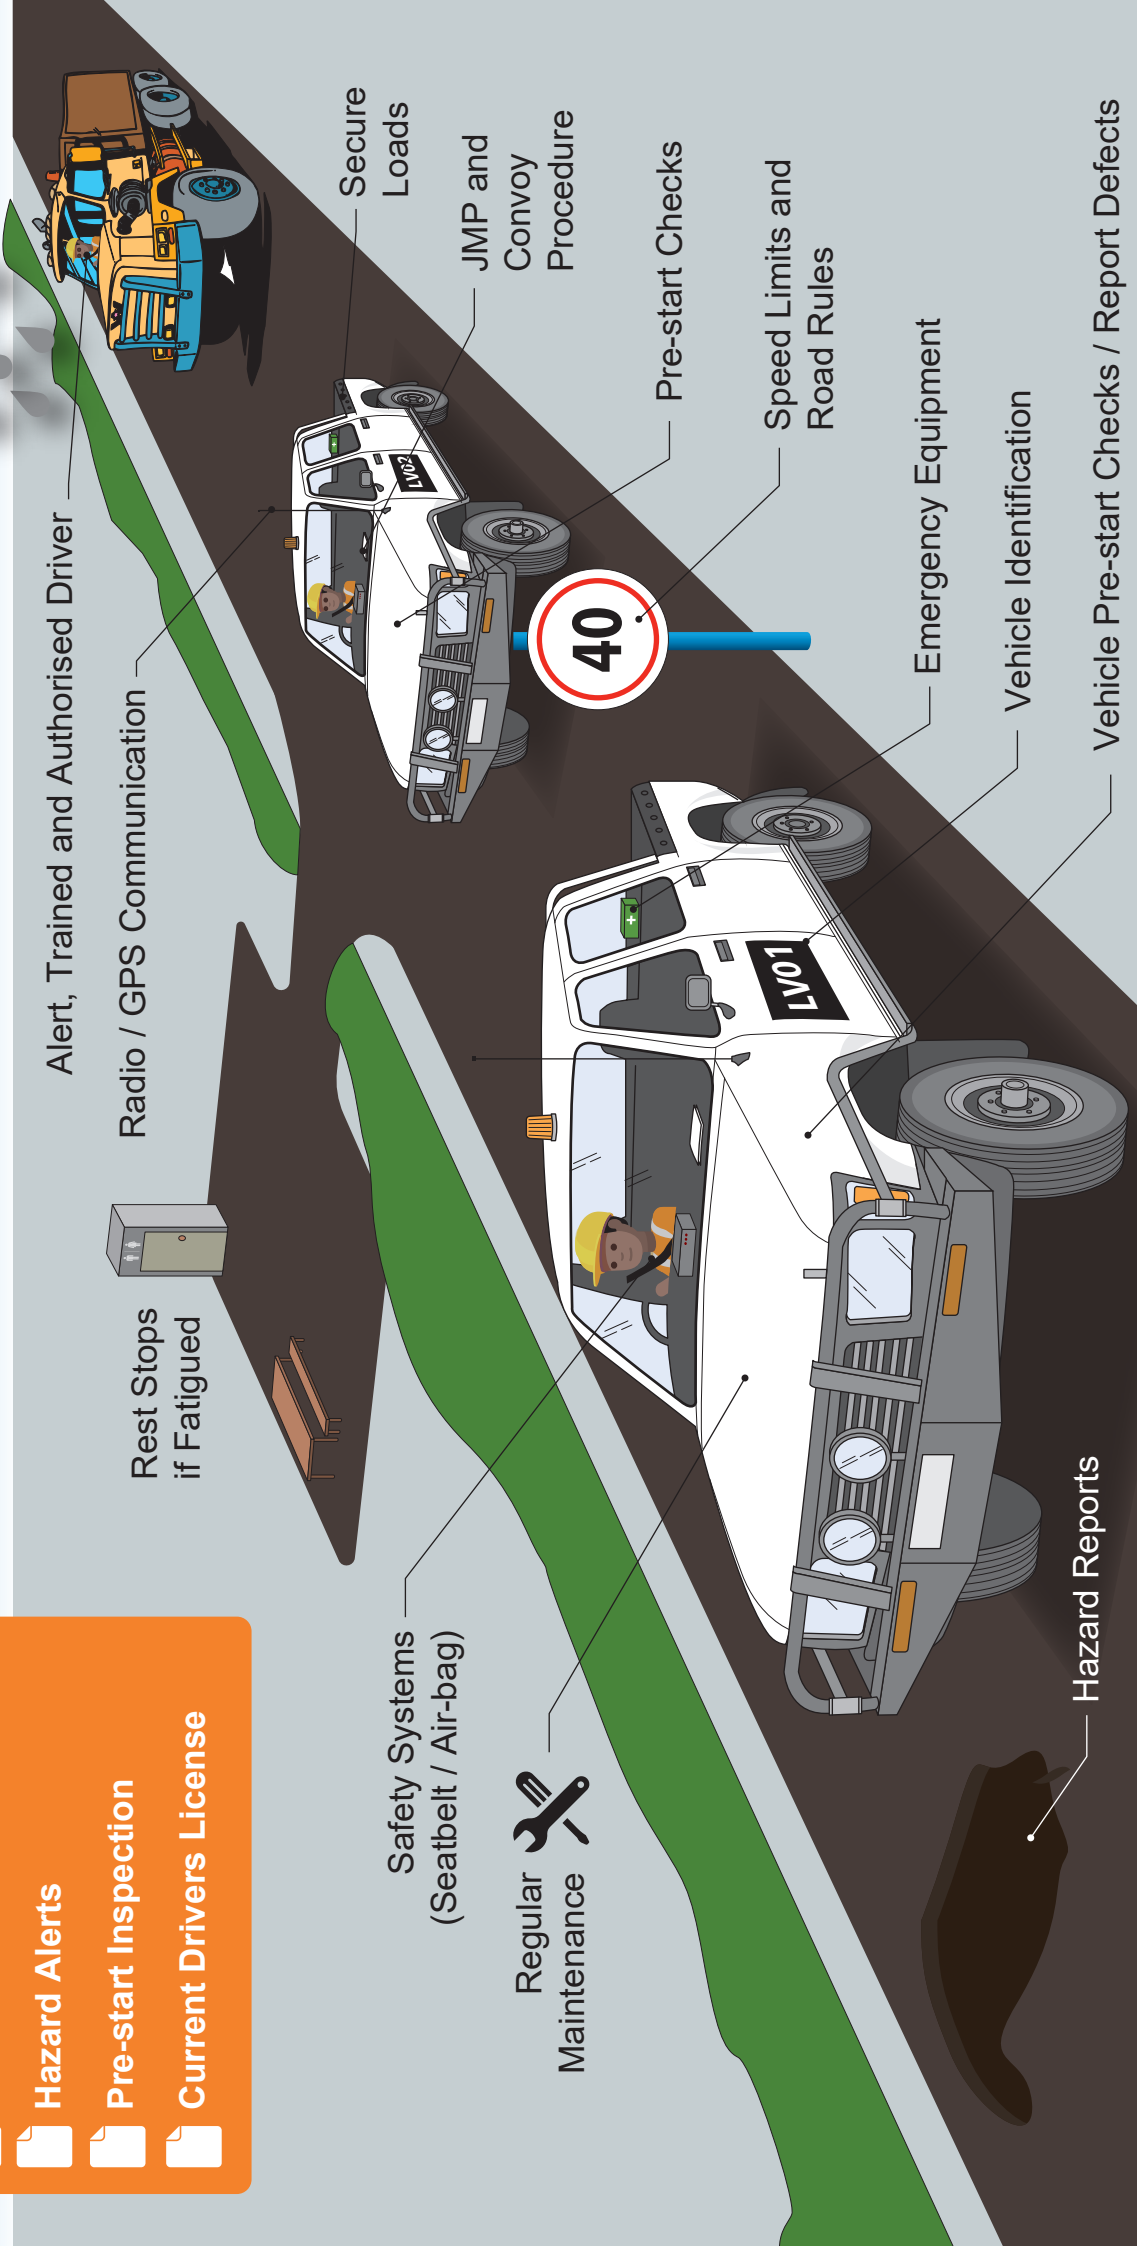 Hazard Alerts
Pre-start Inspection
Current Drivers License
Alert, Trained and Authorised Driver
Radio / GPS Communication
Rest Stops
if Fatigued
Safety Systems
(Seatbelt / Air-bag)
Regular
Maintenance
Secure
Loads
JMP and
Convoy
Procedure
Pre-start Checks
Speed Limits and
Road Rules
Emergency Equipment
Vehicle Identification
Vehicle Pre-start Checks / Report Defects
Hazard Reports
LV02
40
LV01